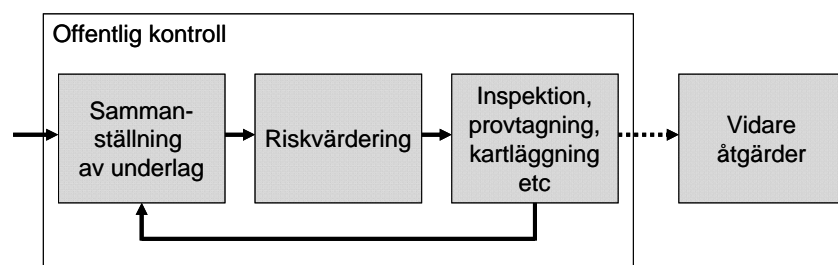 Offentlig kontroll
Samman-
ställning
av underlag
Riskvärdering
Inspektion,
provtagning,
kartläggning
etc
Vidare
åtgärder